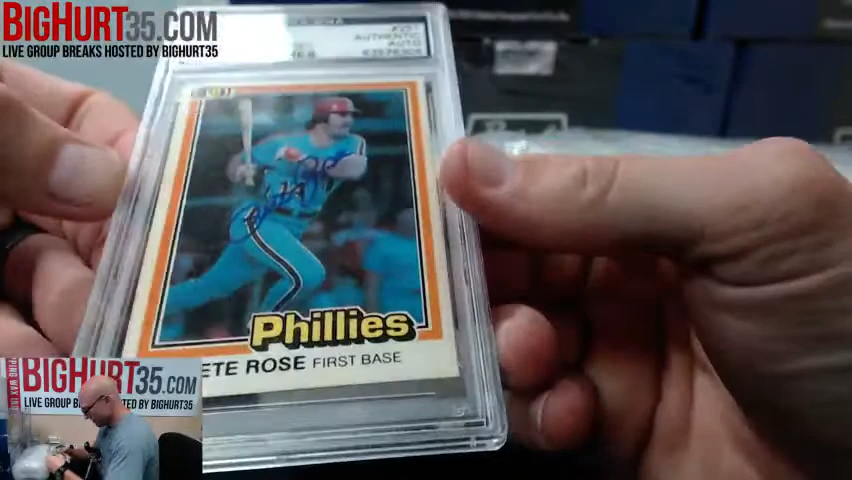 BIGHURT35.COM
LIVE GROUP BREAKS HOSTED BY BIGHURT35
AUTHENTIC
AUTO
Phillies
ETE ROSE FIRST BASE
BIGHURT35.COM
LIVE GROUP BREAKS HOSTED BY BIGHURT35